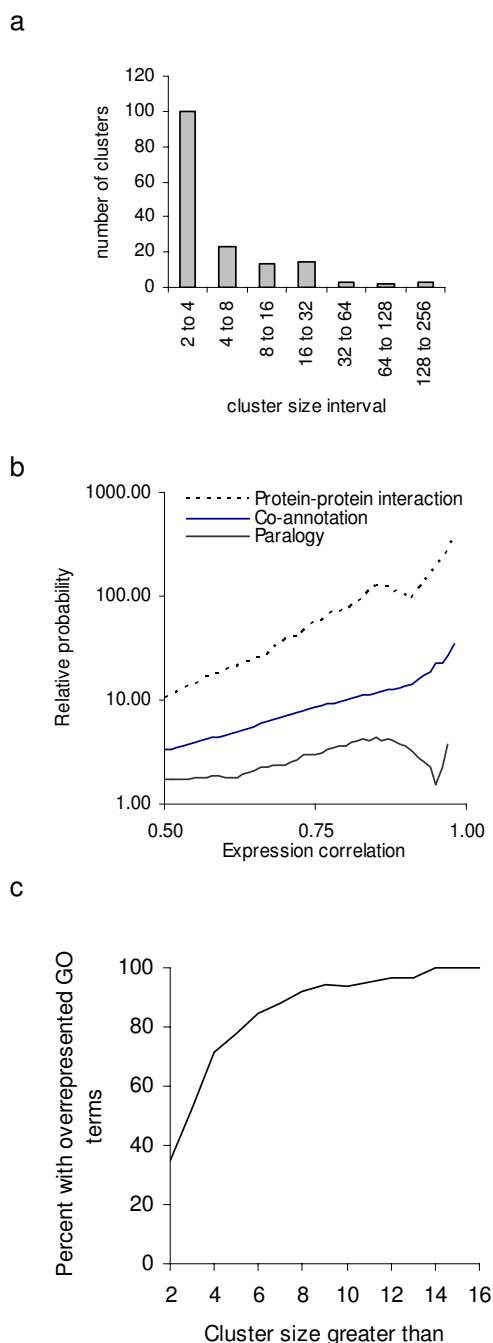 a
120
100
80
60
40
20
0
number of clusters
2 to 4
4 to 8
8 to 16
16 to 32
32 to 64
64 to 128
128 to 256
cluster size interval
b
1000.00
100.00
10.00
1.00
Relative probability
Protein-protein interaction
Co-annotation
Paralogy
0.50
0.75
1.00
Expression correlation
c
100
80
60
40
20
0
Percent with overrepresented GO
terms
2
4
6
8
10
12
14
16
Cluster size greater than